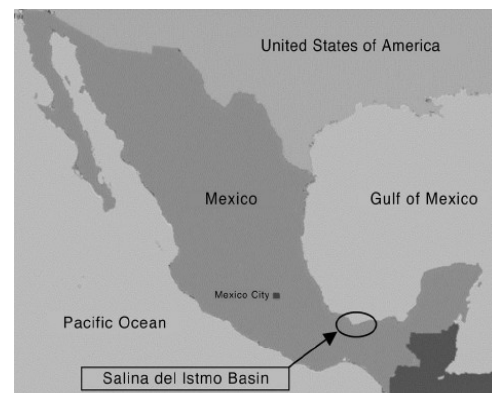 United States of America
Mexico
Gulf of Mexico
Mexico City
Pacific Ocean
Salina del Istmo Basin